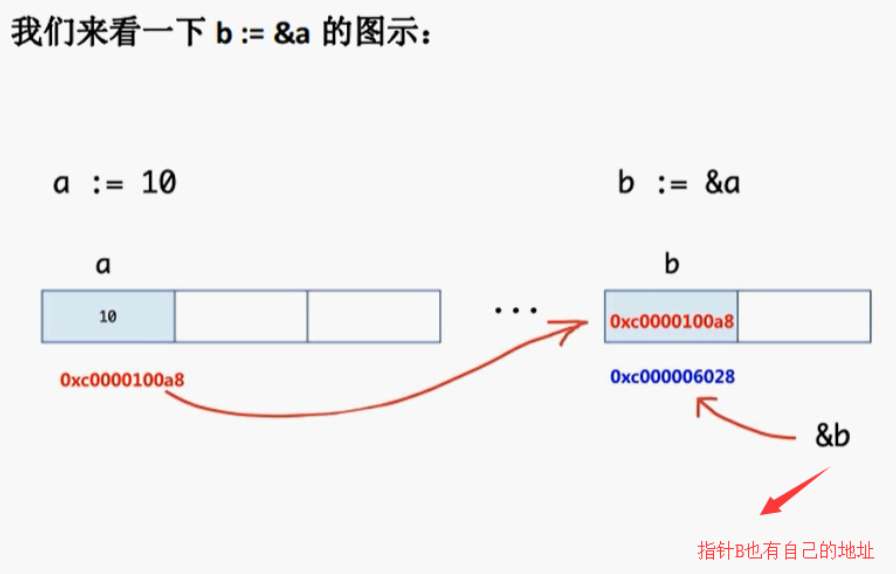 我们来看一下 b := &a 的图示：
a := 10
b := &a
a
b
10
...
0xc0000100a8
0xc0000100a8
0xc000006028
&b
指针B也有自己的地址